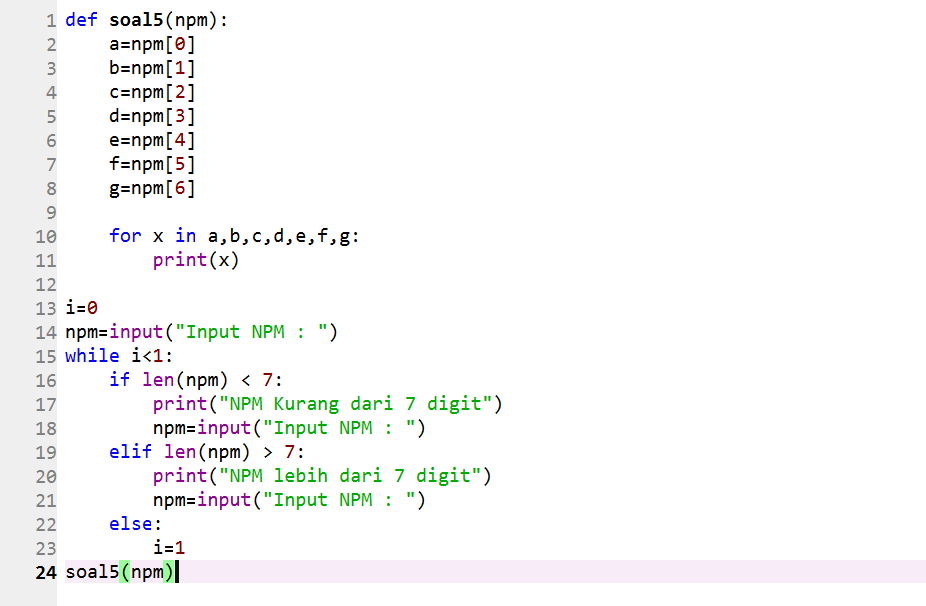 1 def soal5(npm):
2     a=npm[0]
3     b=npm[1]
4     c=npm[2]
5     d=npm[3]
6     e=npm[4]
7     f=npm[5]
8     g=npm[6]
9
10     for x in a,b,c,d,e,f,g:
11         print(x)
12
13 i=0
14 npm=input("Input NPM : ")
15 while i<1:
16     if len(npm) < 7:
17         print("NPM Kurang dari 7 digit")
18         npm=input("Input NPM : ")
19     elif len(npm) > 7:
20         print("NPM lebih dari 7 digit")
21         npm=input("Input NPM : ")
22     else:
23         i=1
24 soal5(npm)